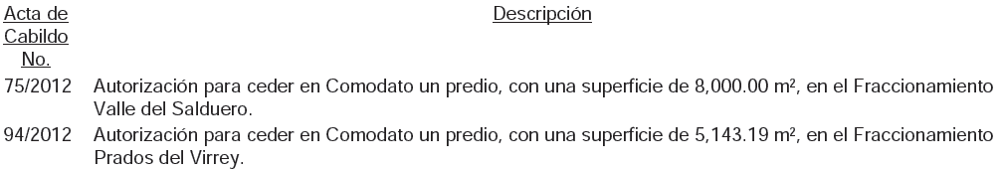 Acta de
Cabildo
No.
Descripción
75/2012 Autorización para ceder en Comodato un predio, con una superficie de 8,000.00 m², en el Fraccionamiento
Valle del Salduero.
94/2012 Autorización para ceder en Comodato un predio, con una superficie de 5,143.19 m², en el Fraccionamiento
Prados del Virrey.